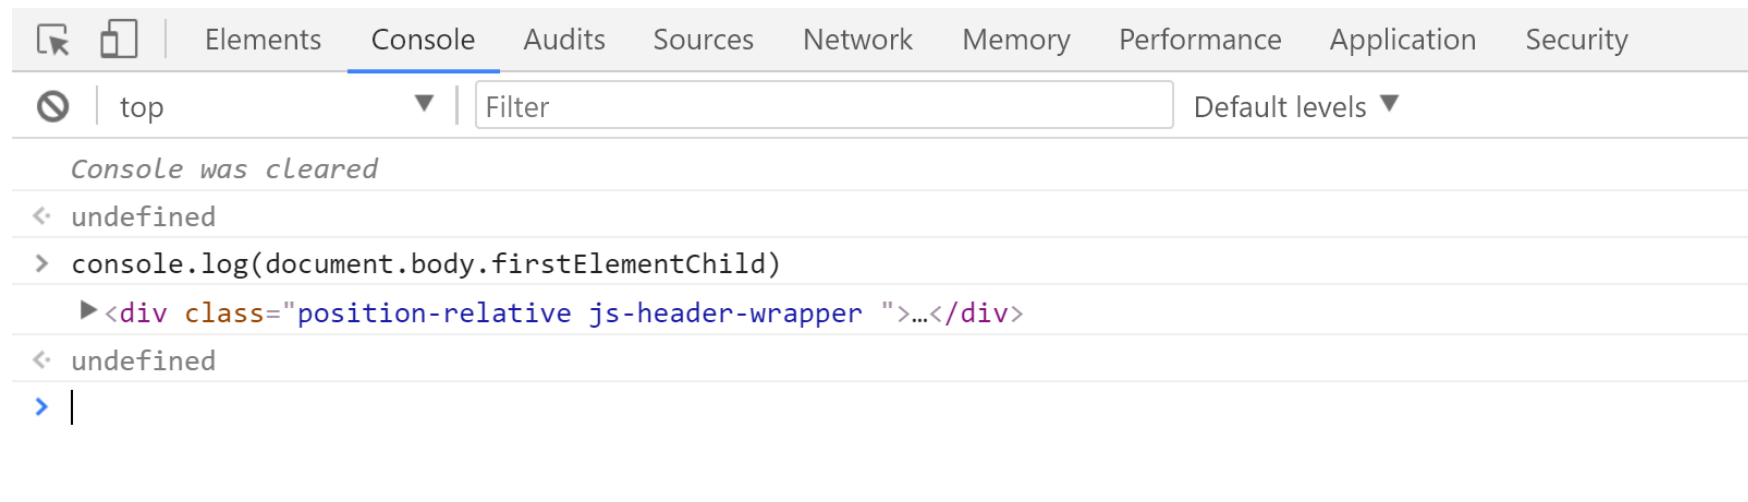 Elements Console Audits Sources Network Memory Performance Application Security
top Filter Default levels
Console was cleared
undefined
console.log(document.body.firstElementChild)
<div class="position-relative js-header-wrapper ">…</div>
undefined